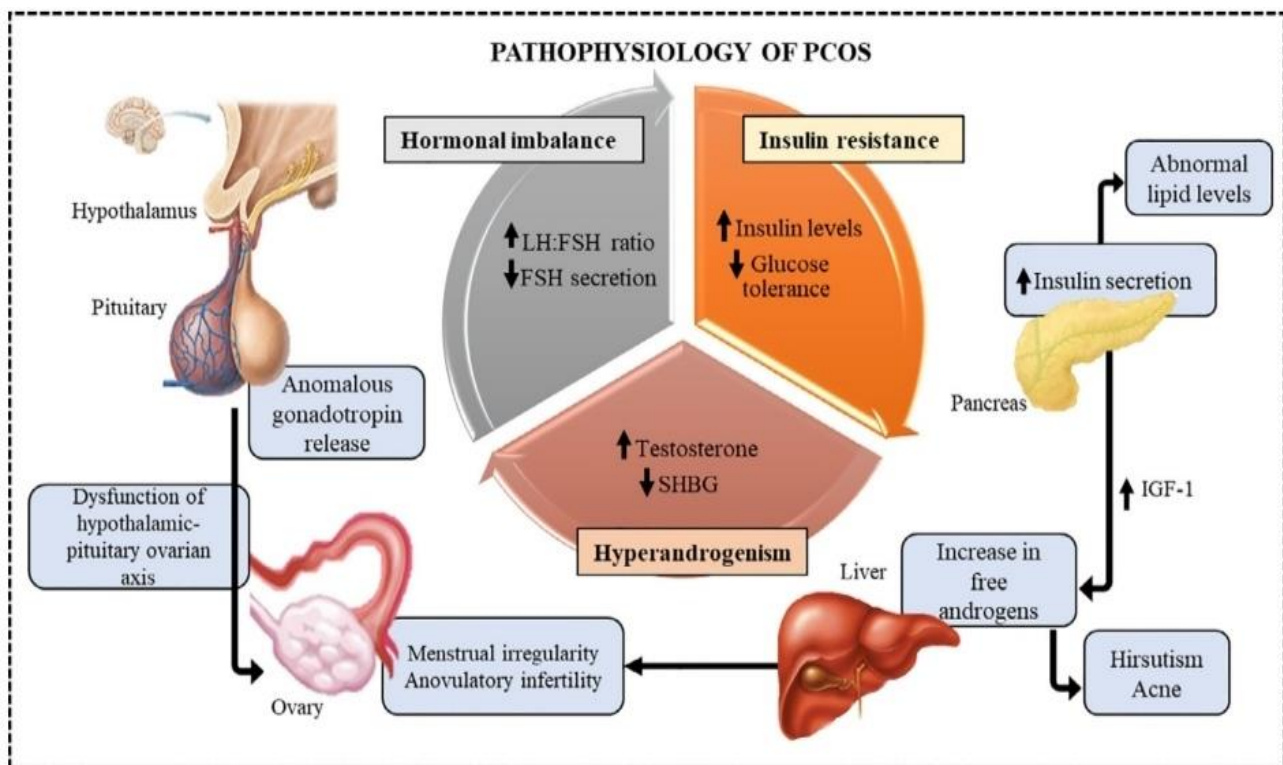 PATHOPHYSIOLOGY OF PCOS
Hormonal imbalance
↑LH:FSH ratio
↓FSH secretion
Insulin resistance
↑Insulin levels
↓Glucose
tolerance
↑Testosterone
↓SHBG
Hyperandrogenism
Hypothalamus
Pituitary
Anomalous
gonadotropin
release
Dysfunction of
hypothalamic-
pituitary ovarian
axis
Ovary
Menstrual irregularity
Anovulatory infertility
Abnormal
lipid levels
↑Insulin secretion
Pancreas
↑ IGF-1
Liver
Increase in
free
androgens
Hirsutism
Acne